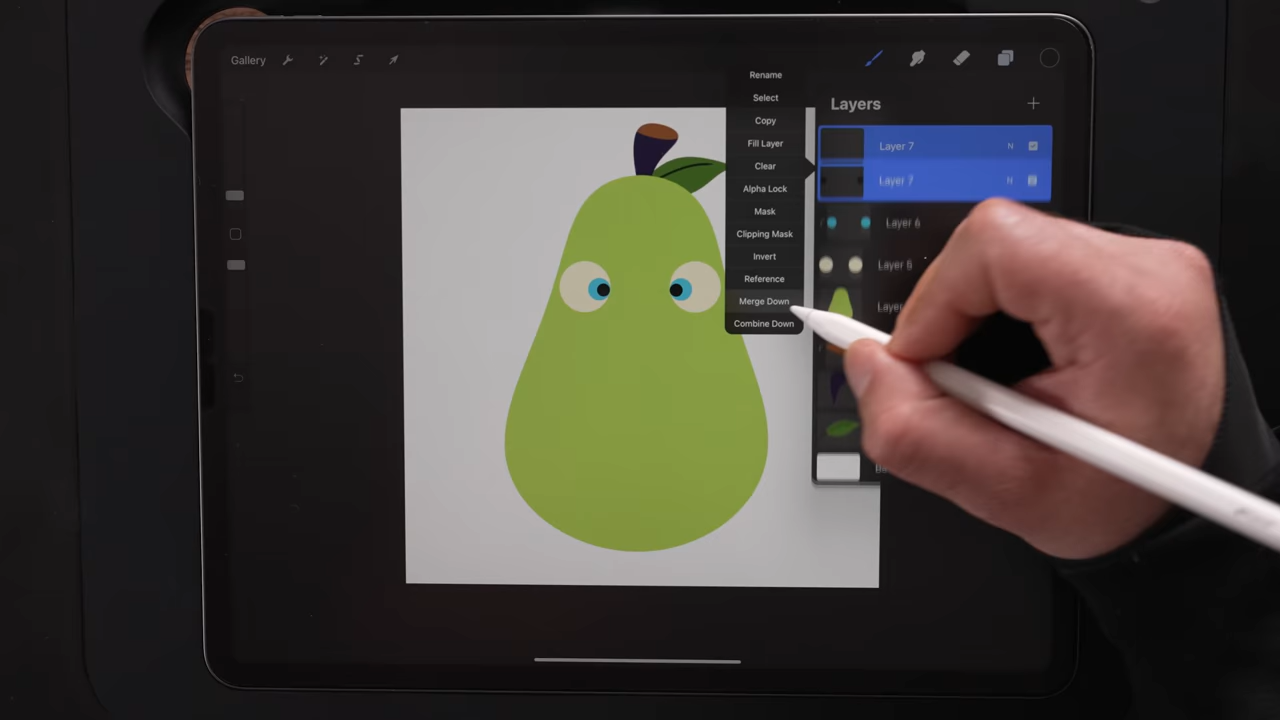 Gallery
Rename
Select
Copy
Fill Layer
Clear
Alpha Lock
Mask
Clipping Mask
Invert
Reference
Merge Down
Combine Down
Layers
Layer 7
N
Layer 7
N
Layer 6
Layer 5
Layer